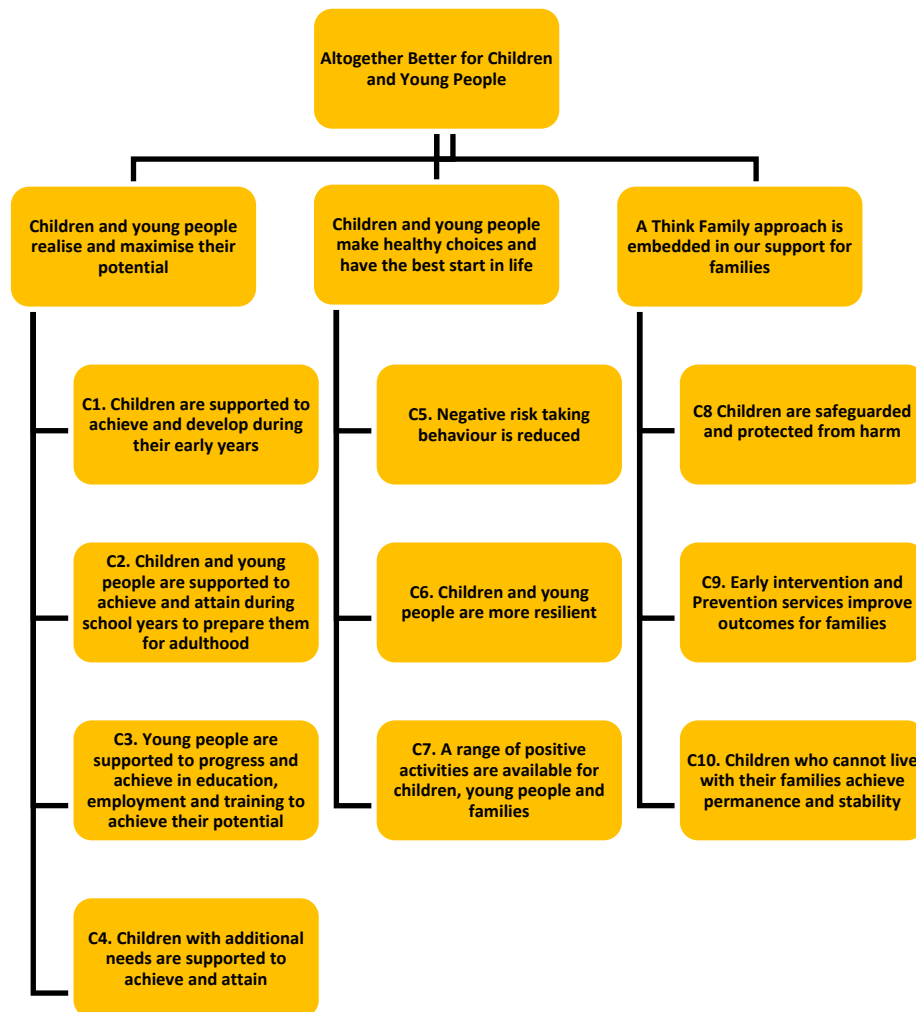 Altogether Better for Children
and Young People
Children and young people
realise and maximise their
potential
Children and young people
make healthy choices and
have the best start in life
A Think Family approach is
embedded in our support for
families
C1. Children are supported to
achieve and develop during
their early years
C5. Negative risk taking
behaviour is reduced
C8 Children are safeguarded
and protected from harm
C2. Children and young
people are supported to
achieve and attain during
school years to prepare them
for adulthood
C6. Children and young
people are more resilient
C9. Early intervention and
Prevention services improve
outcomes for families
C3. Young people are
supported to progress and
achieve in education,
employment and training to
achieve their potential
C7. A range of positive
activities are available for
children, young people and
families
C10. Children who cannot live
with their families achieve
permanence and stability
C4. Children with additional
needs are supported to
achieve and attain